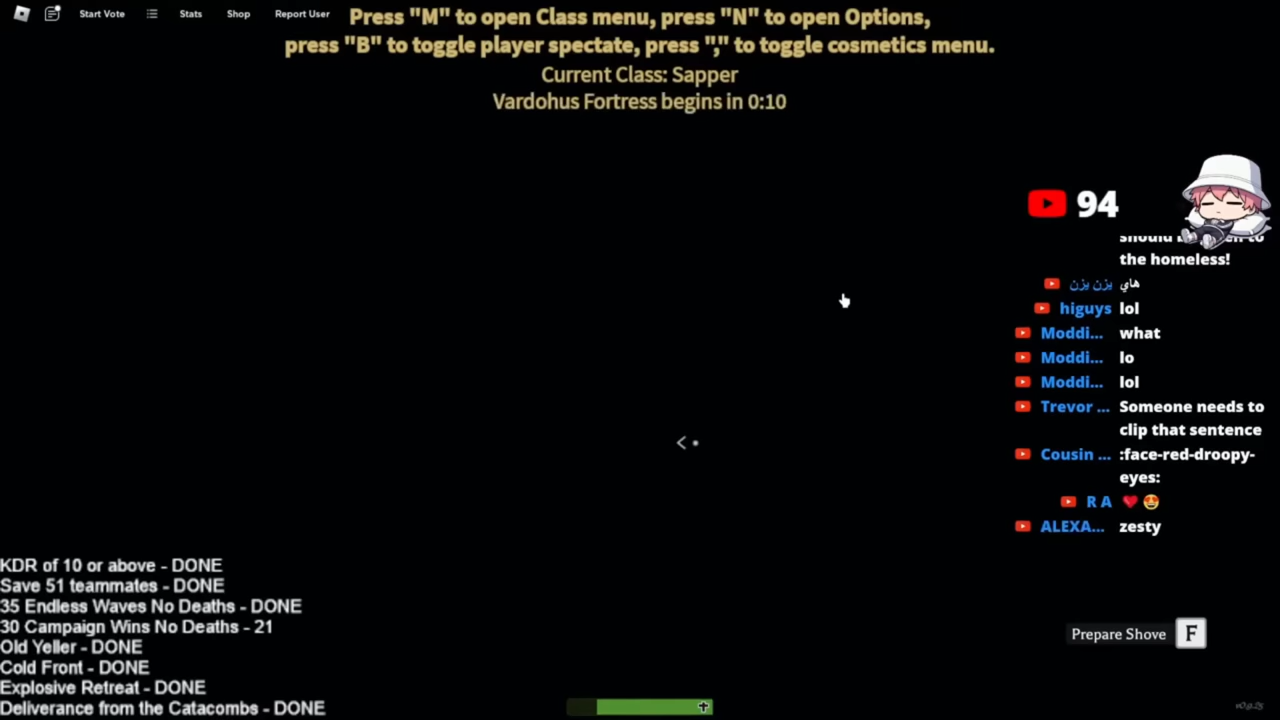 Start Vote
Stats
Shop
Report User
Press "M" to open Class menu, press "N" to open Options,
press "B" to toggle player spectate, press "," to toggle cosmetics menu.
Current Class: Sapper
Vardohus Fortress begins in 0:10
94
should be to
the homeless!
يزن يزن هاي
higuys lol
Moddi... what
Moddi... lo
Moddi... lol
Trevor ... Someone needs to
clip that sentence
Cousin ... :face-red-droopy-
eyes:
R A ❤️ 😍
ALEXA... zesty
KDR of 10 or above - DONE
Save 51 teammates - DONE
35 Endless Waves No Deaths - DONE
30 Campaign Wins No Deaths - 21
Old Yeller - DONE
Cold Front - DONE
Explosive Retreat - DONE
Deliverance from the Catacombs - DONE
Prepare Shove F